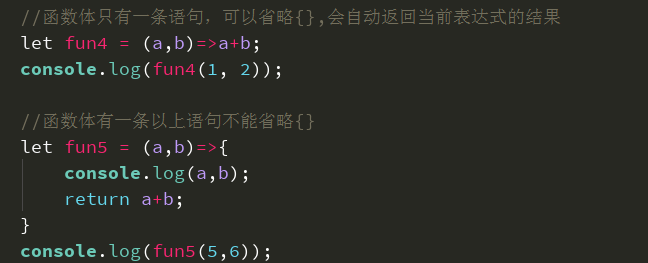 //函数体只有一条语句，可以省略{},会自动返回当前表达式的结果
let fun4 = (a,b)=>a+b;
console.log(fun4(1, 2));
//函数体有一条以上语句不能省略{}
let fun5 = (a,b)=>{
console.log(a,b);
return a+b;
}
console.log(fun5(5,6));